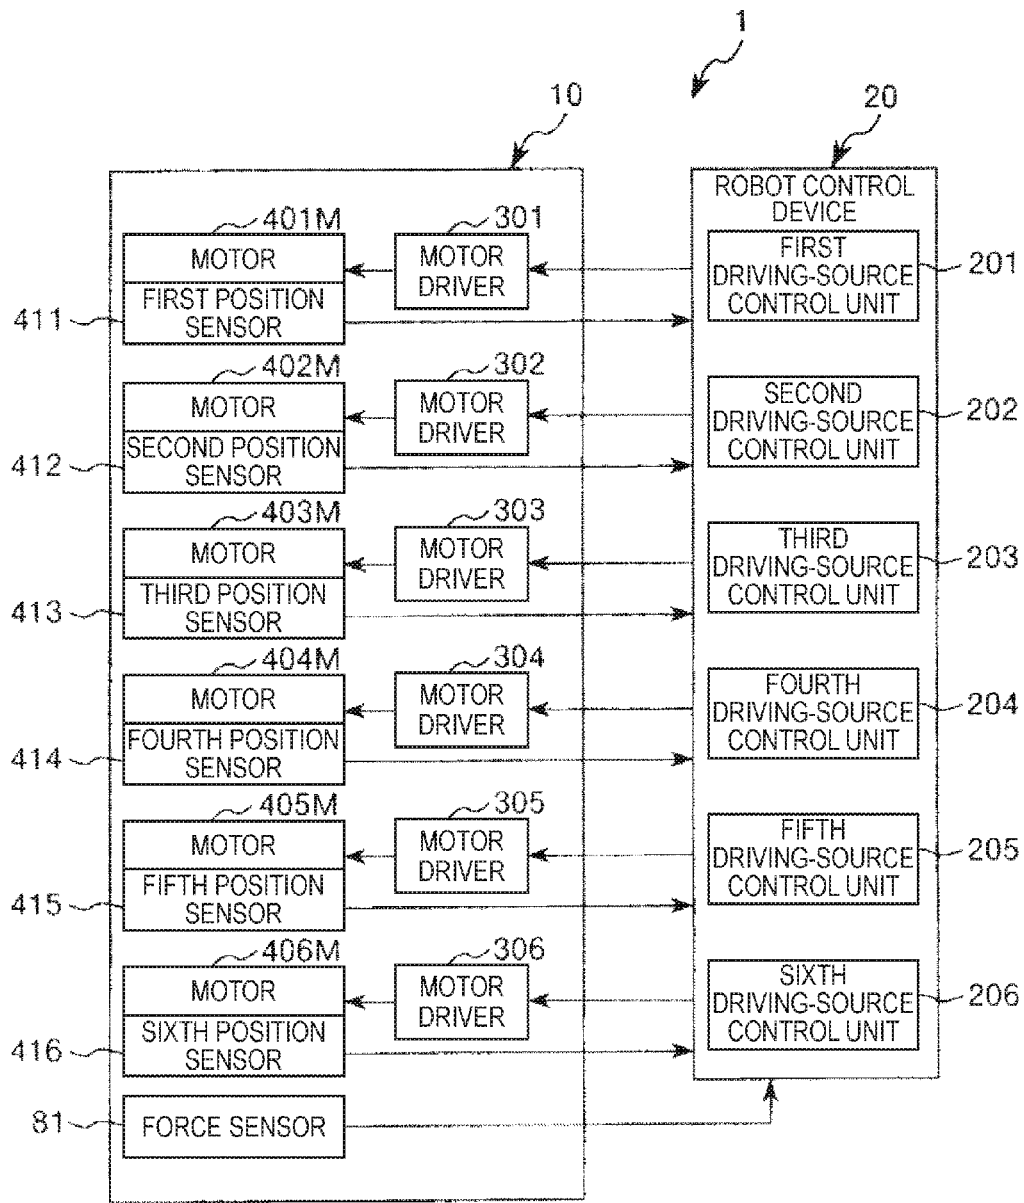 1
10
20
ROBOT CONTROL
DEVICE
401M
301
MOTOR
MOTOR
DRIVER
FIRST
DRIVING-SOURCE
CONTROL UNIT
201
FIRST POSITION
SENSOR
411
402M
302
MOTOR
MOTOR
DRIVER
SECOND
DRIVING-SOURCE
CONTROL UNIT
202
SECOND POSITION
SENSOR
412
403M
303
MOTOR
MOTOR
DRIVER
THIRD
DRIVING-SOURCE
CONTROL UNIT
203
THIRD POSITION
SENSOR
413
404M
304
MOTOR
MOTOR
DRIVER
FOURTH
DRIVING-SOURCE
CONTROL UNIT
204
FOURTH POSITION
SENSOR
414
405M
305
MOTOR
MOTOR
DRIVER
FIFTH
DRIVING-SOURCE
CONTROL UNIT
205
FIFTH POSITION
SENSOR
415
406M
306
MOTOR
MOTOR
DRIVER
SIXTH
DRIVING-SOURCE
CONTROL UNIT
206
SIXTH POSITION
SENSOR
416
81
FORCE SENSOR